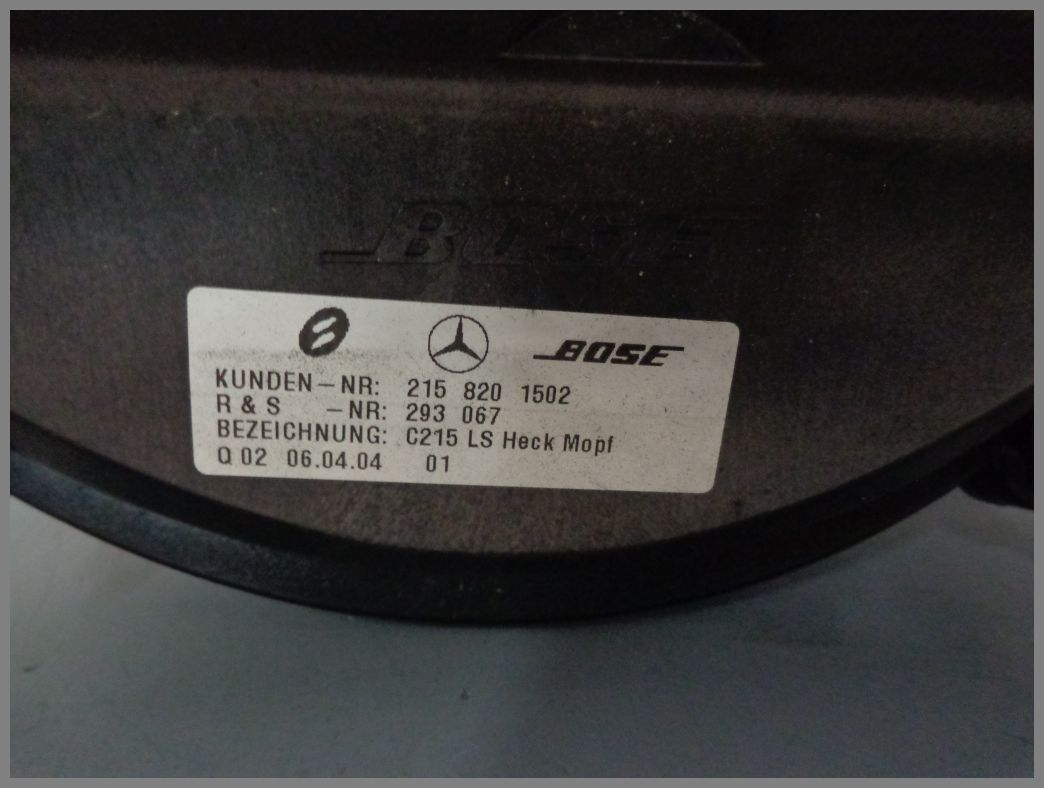 BOSE
BOSE
KUNDEN-NR: 215 820 1502
R & S -NR: 293 067
BEZEICHNUNG: C215 LS Heck Mopf
Q 02 06.04.04 01